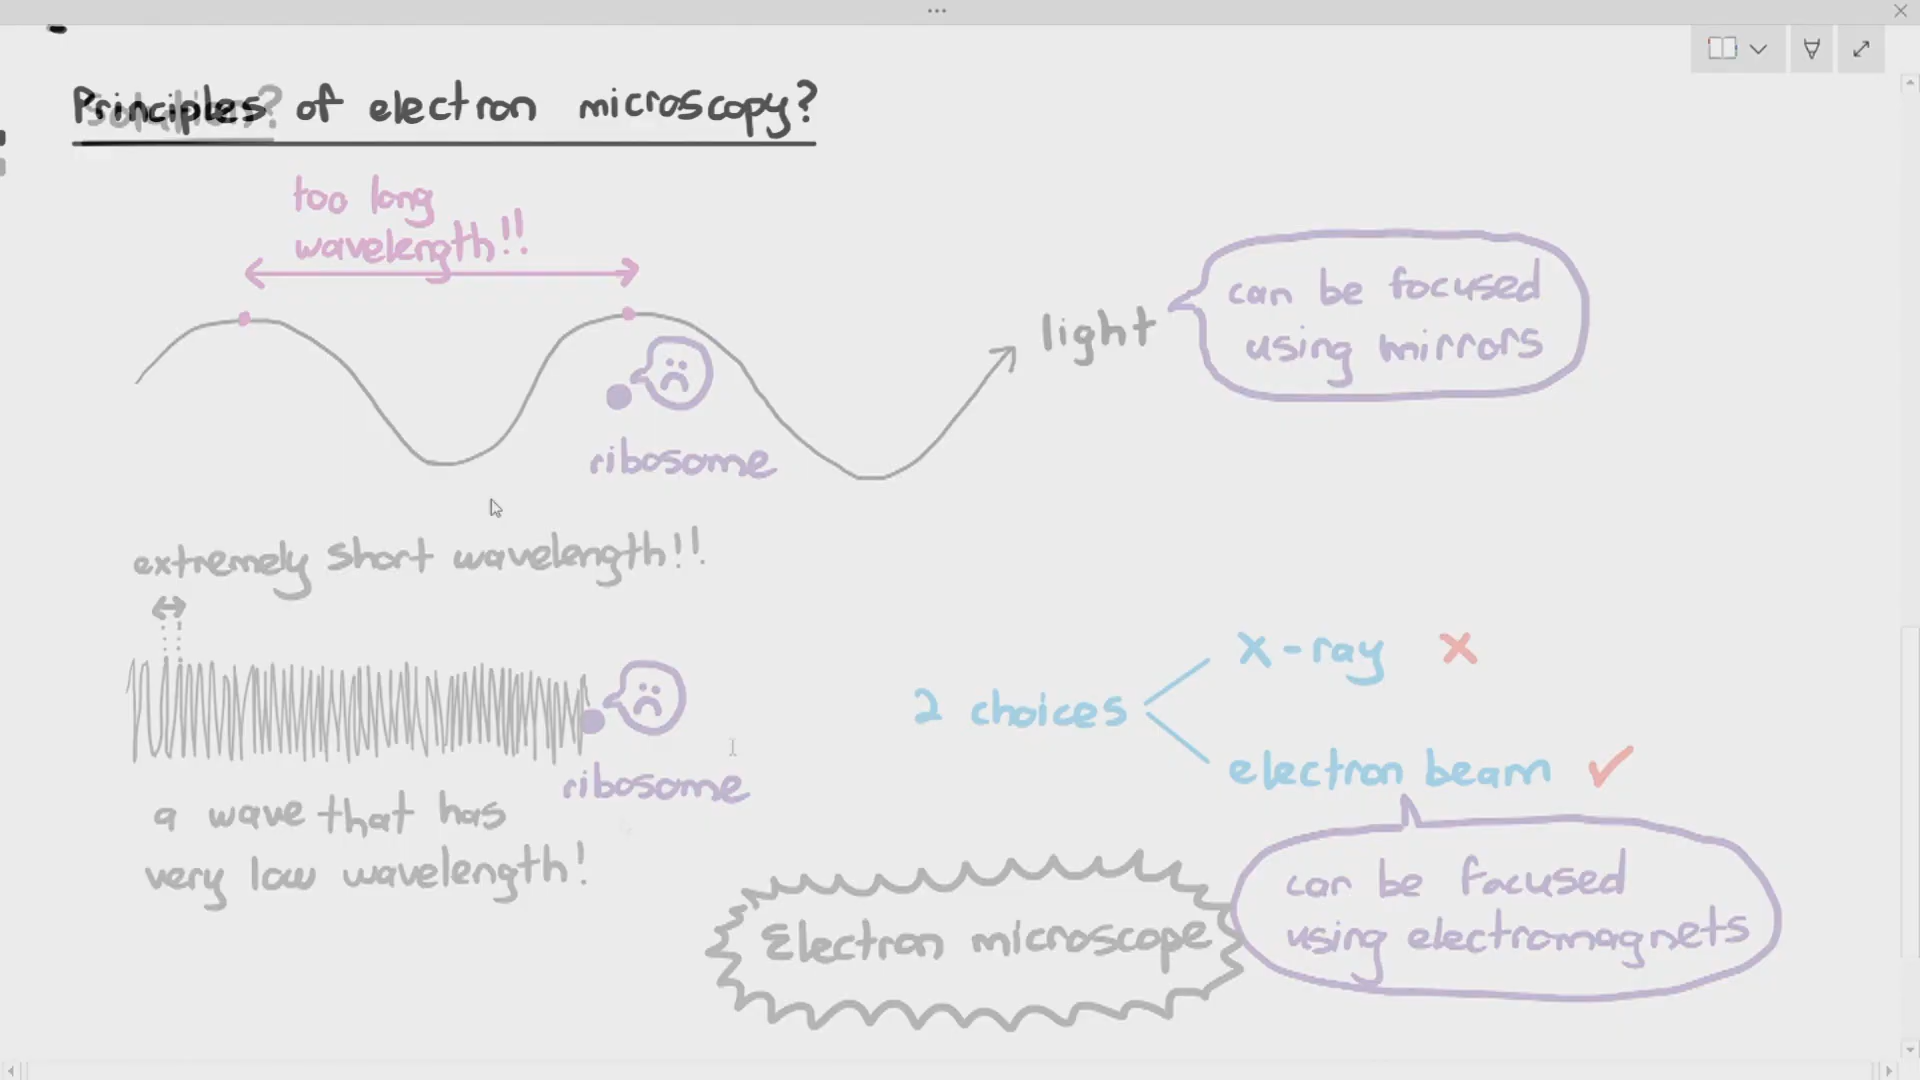 Principles of electron microscopy?
too long
wavelength!!
light
can be focused
using mirrors
ribosome
extremely short wavelength!!
ribosome
a wave that has
very low wavelength!
2 choices
x-ray
electron beam
can be focused
using electromagnets
Electron microscope